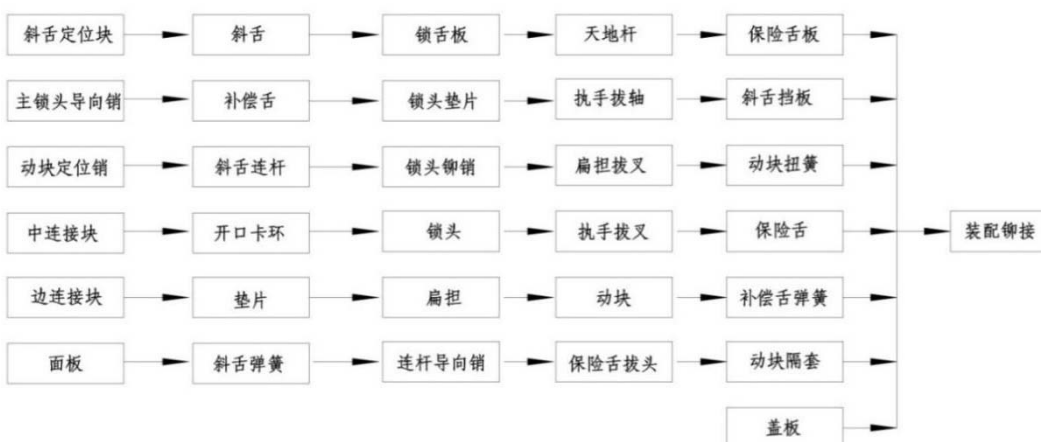 斜舌定位块
斜舌
锁舌板
天地杆
保险舌板
主锁头导向销
补偿舌
锁头垫片
执手拔轴
斜舌挡板
动块定位销
斜舌连杆
锁头铆销
扁担拔叉
动块扭簧
中连接块
开口卡环
锁头
执手拔叉
保险舌
装配铆接
边连接块
垫片
扁担
动块
补偿舌弹簧
面板
斜舌弹簧
连杆导向销
保险舌拔头
动块隔套
盖板